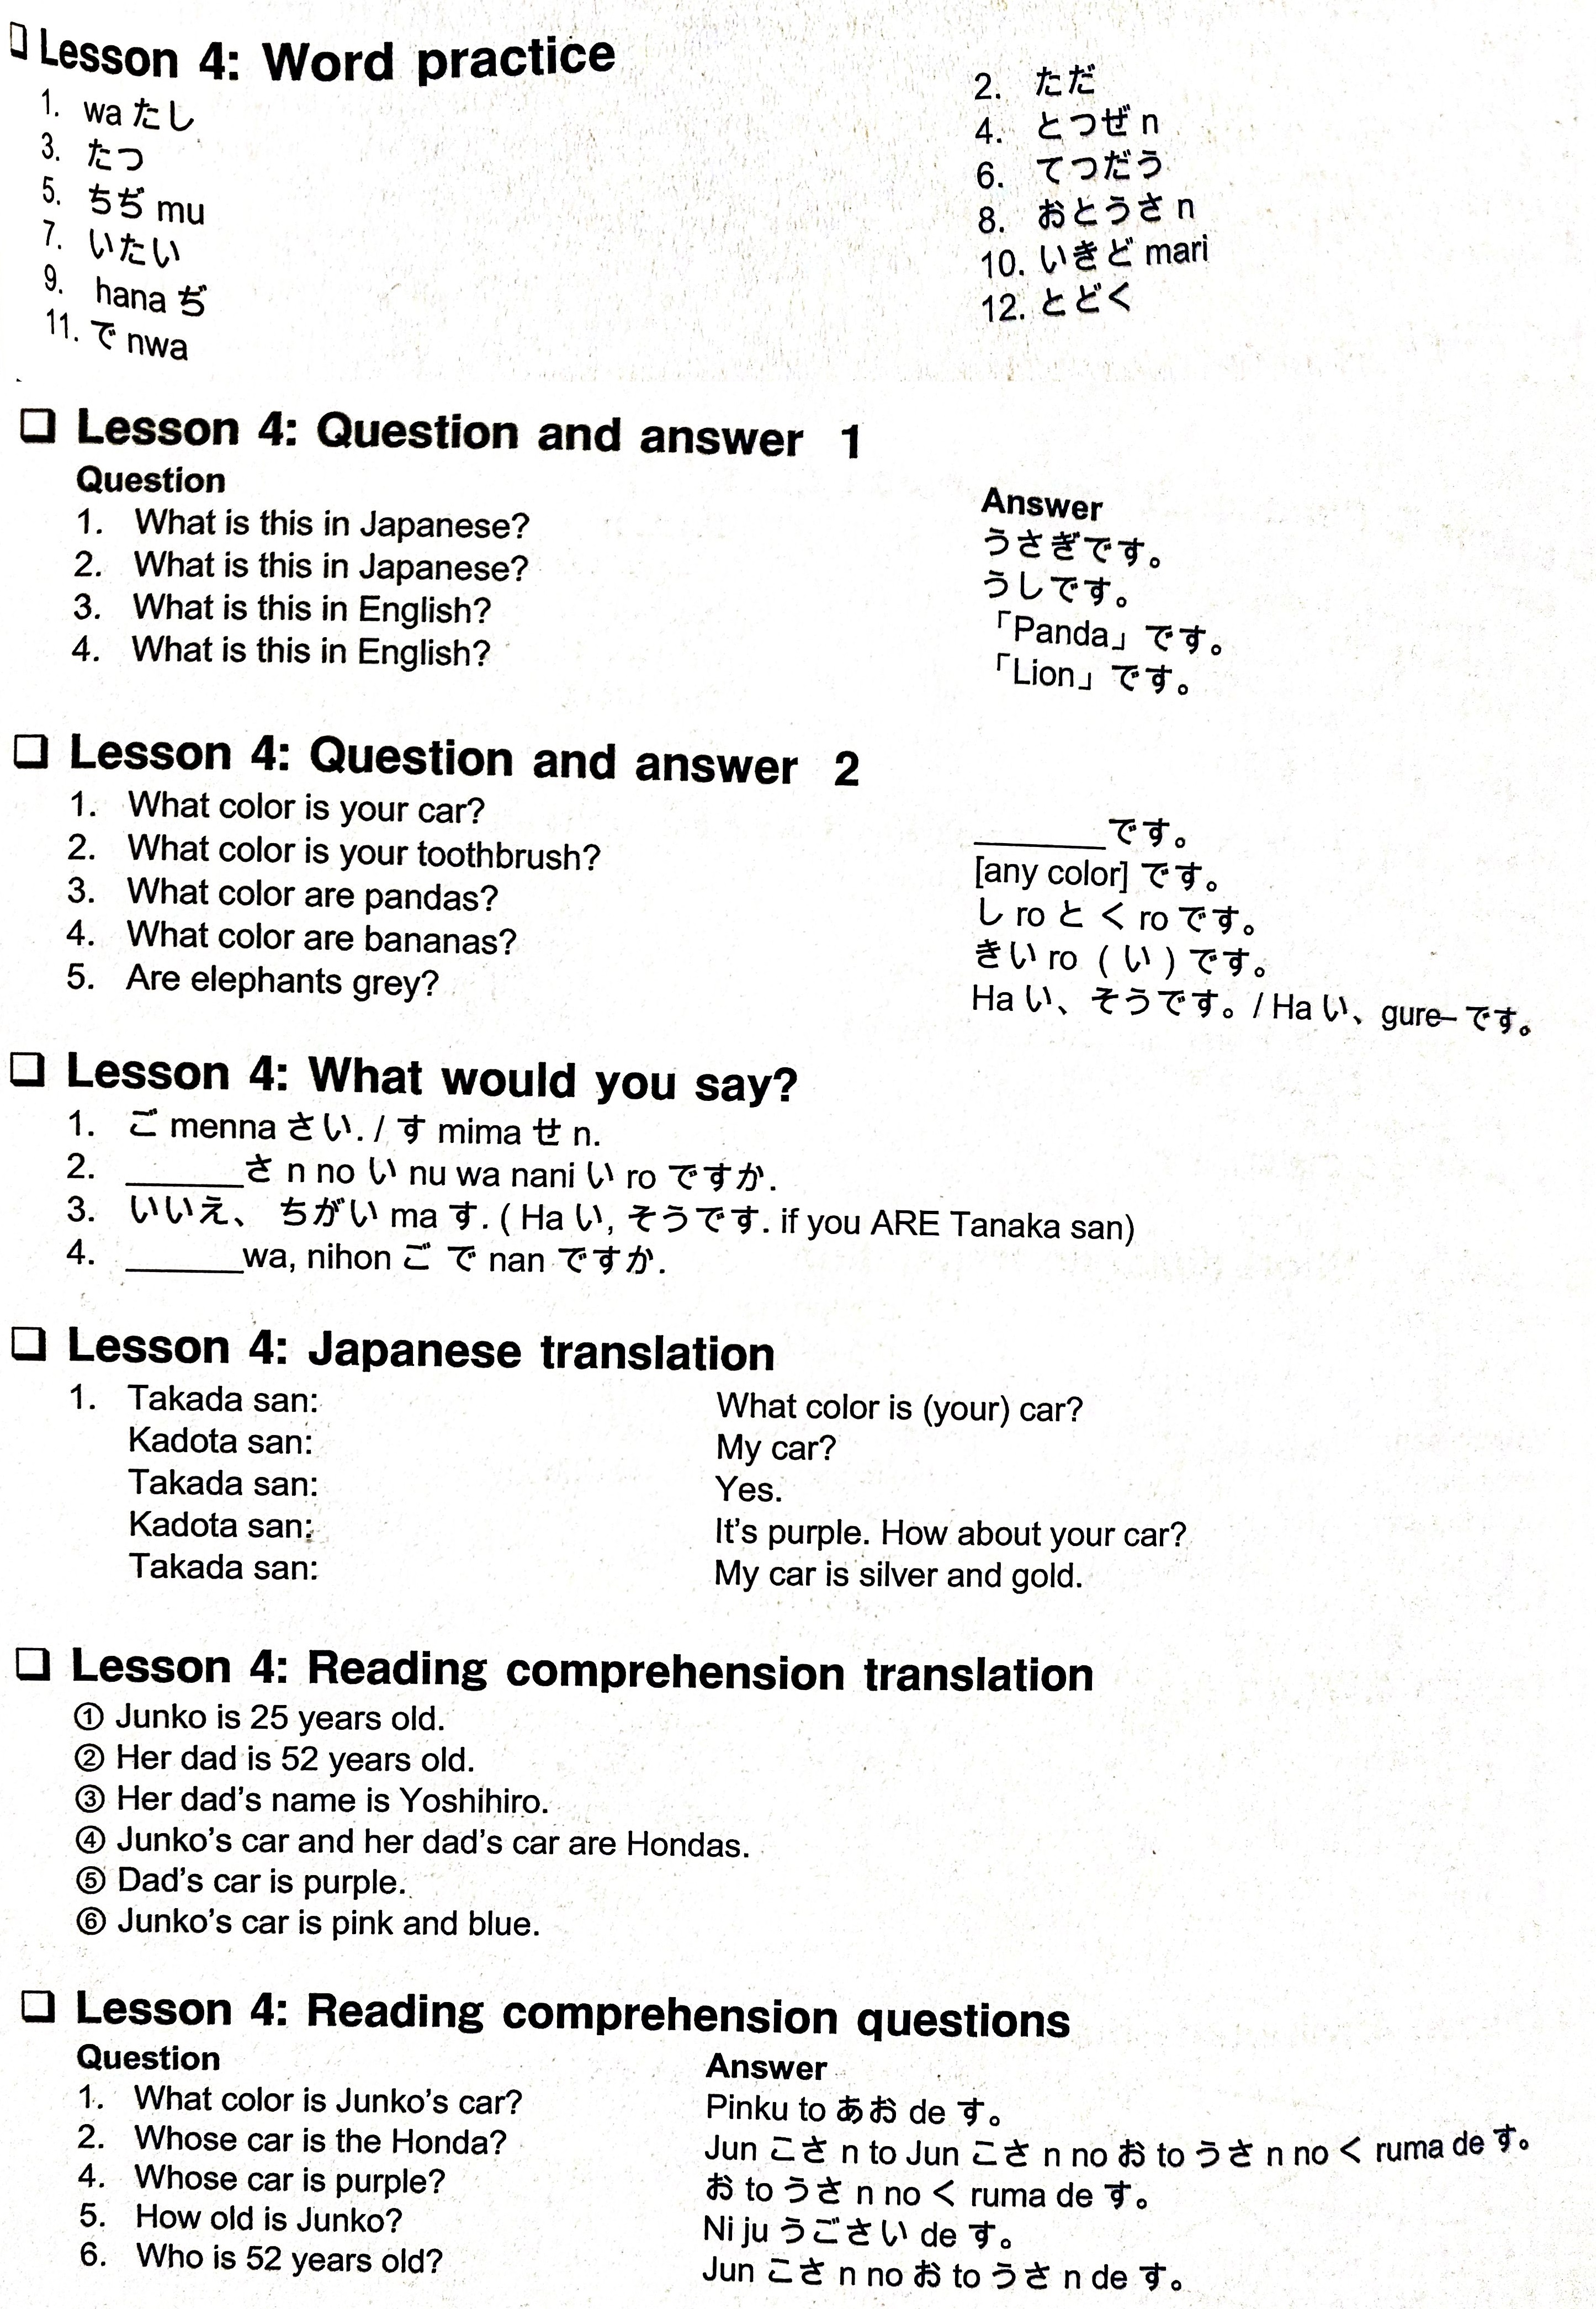 ❏ Lesson 4: Word practice
1. wa たし
2. ただ
3. たつ
4. とつぜ n
5. ちぢ mu
6. てつだう
7. いたい
8. おとうさ n
9. hana ぢ
10. いきど mari
11. で nwa
12. とどく
❏ Lesson 4: Question and answer 1
Question Answer
1. What is this in Japanese? うさぎです。
2. What is this in Japanese? うしです。
3. What is this in English? 「Panda」です。
4. What is this in English? 「Lion」です。
❏ Lesson 4: Question and answer 2
1. What color is your car? ______です。
2. What color is your toothbrush? [any color] です。
3. What color are pandas? し ro と く ro です。
4. What color are bananas? きい ro ( い ) です。
5. Are elephants grey? Ha い、そうです。/ Ha い、gure– です。
❏ Lesson 4: What would you say?
1. ご menna さい. / す mima せ n.
2. ______さ n no い nu wa nani い ro ですか.
3. いいえ、 ちがい ma す. ( Ha い, そうです. if you ARE Tanaka san)
4. ______wa, nihon ご で nan ですか.
❏ Lesson 4: Japanese translation
1. Takada san: What color is (your) car?
Kadota san: My car?
Takada san: Yes.
Kadota san: It's purple. How about your car?
Takada san: My car is silver and gold.
❏ Lesson 4: Reading comprehension translation
① Junko is 25 years old.
② Her dad is 52 years old.
③ Her dad's name is Yoshihiro.
④ Junko's car and her dad's car are Hondas.
⑤ Dad's car is purple.
⑥ Junko's car is pink and blue.
❏ Lesson 4: Reading comprehension questions
Question Answer
1. What color is Junko's car? Pinku to あお de す。
2. Whose car is the Honda? Jun こさ n to Jun こさ n no お to うさ n no く ruma de す。
4. Whose car is purple? お to うさ n no く ruma de す。
5. How old is Junko? Ni ju うごさい de す。
6. Who is 52 years old? Jun こさ n no お to うさ n de す。